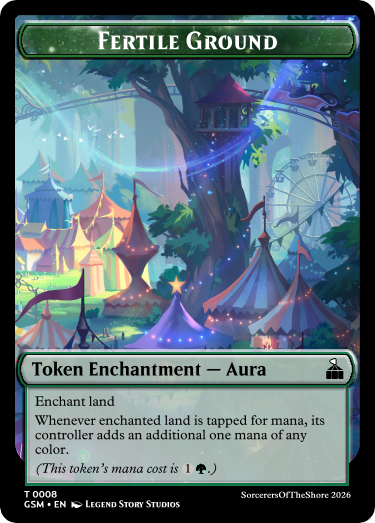 Fertile Ground
Token Enchantment — Aura
Enchant land
Whenever enchanted land is tapped for mana, its
controller adds an additional one mana of any
color.
(This token's mana cost is 1 .)
T 0008
GSM • EN Legend Story Studios
SorcerersOfTheShore 2026